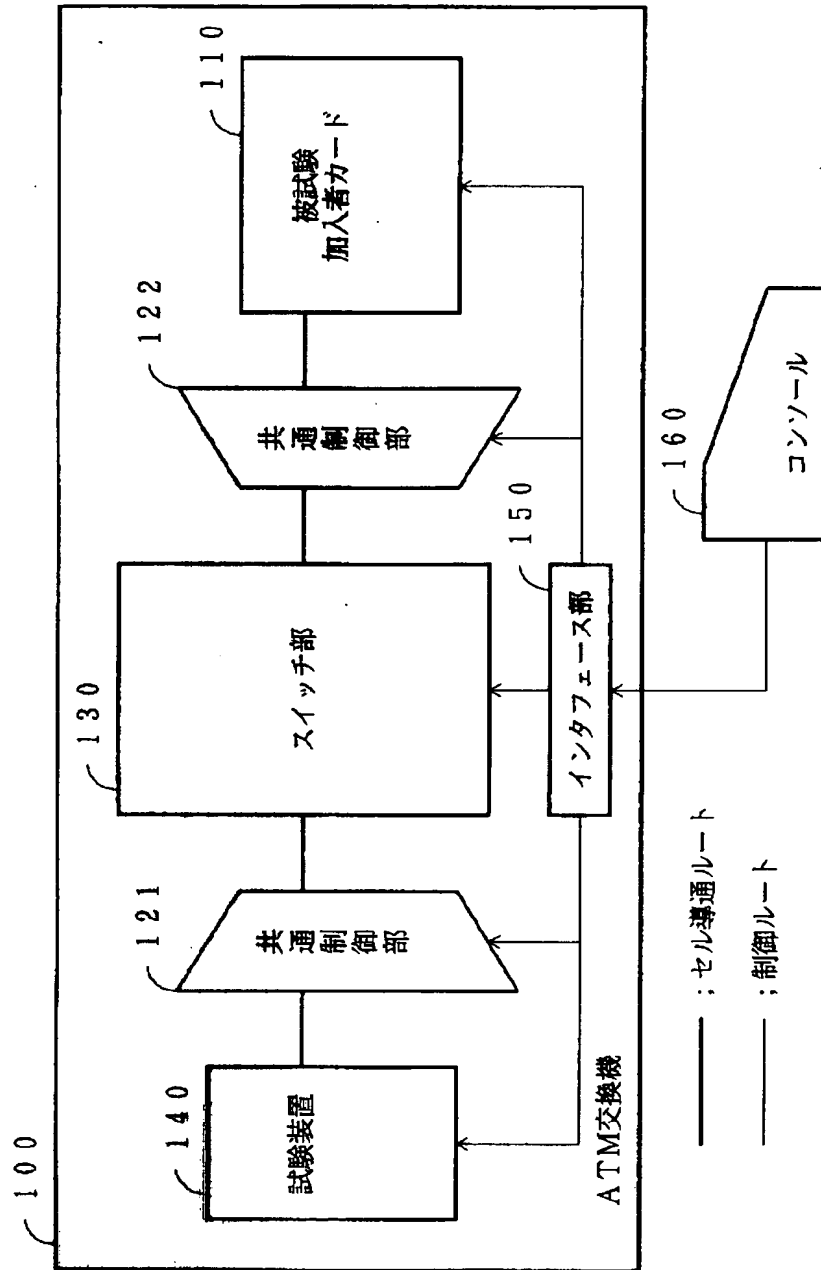 100
140
試験装置
121
共通制御部
130
スイッチ部
122
共通制御部
110
被試験
加入者カード
150
インタフェース部
ATM交換機
160
コンソール
;セル導通ルート
;制御ルート